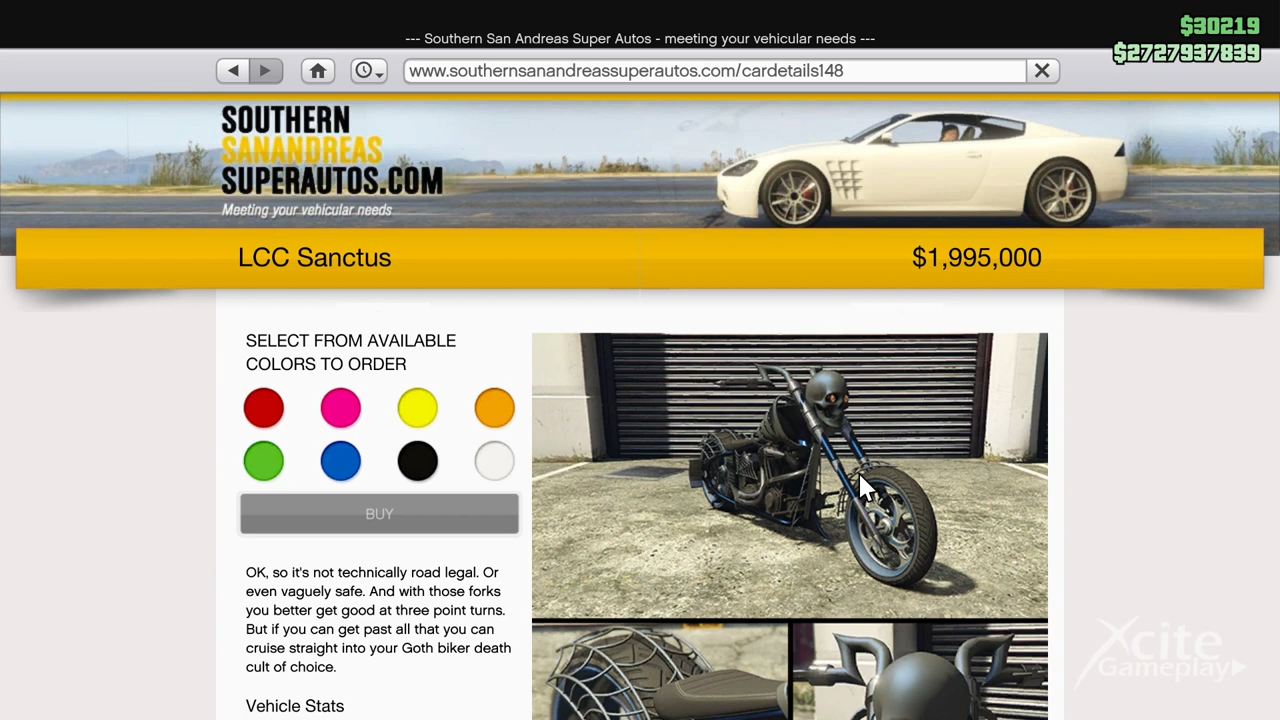 $30219
--- Southern San Andreas Super Autos - meeting your vehicular needs ---
$2727937839
www.southernsanandreassuperautos.com/cardetails148
SOUTHERN
SANANDREAS
SUPERAUTOS.COM
Meeting your vehicular needs
LCC Sanctus
$1,995,000
SELECT FROM AVAILABLE
COLORS TO ORDER
BUY
OK, so it's not technically road legal. Or
even vaguely safe. And with those forks
you better get good at three point turns.
But if you can get past all that you can
cruise straight into your Goth biker death
cult of choice.
Vehicle Stats
Xcite
Gameplay